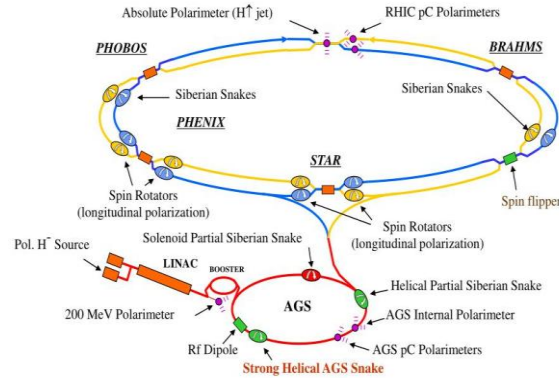 Absolute Polarimeter (H↑ jet)
RHIC pC Polarimeters
PHOBOS
BRAHMS
Siberian Snakes
Siberian Snakes
PHENIX
STAR
Spin Rotators
(longitudinal polarization)
Spin flipper
Spin Rotators
(longitudinal polarization)
Solenoid Partial Siberian Snake
Pol. H⁻ Source
LINAC
BOOSTER
Helical Partial Siberian Snake
AGS
200 MeV Polarimeter
AGS Internal Polarimeter
Rf Dipole
AGS pC Polarimeters
Strong Helical AGS Snake